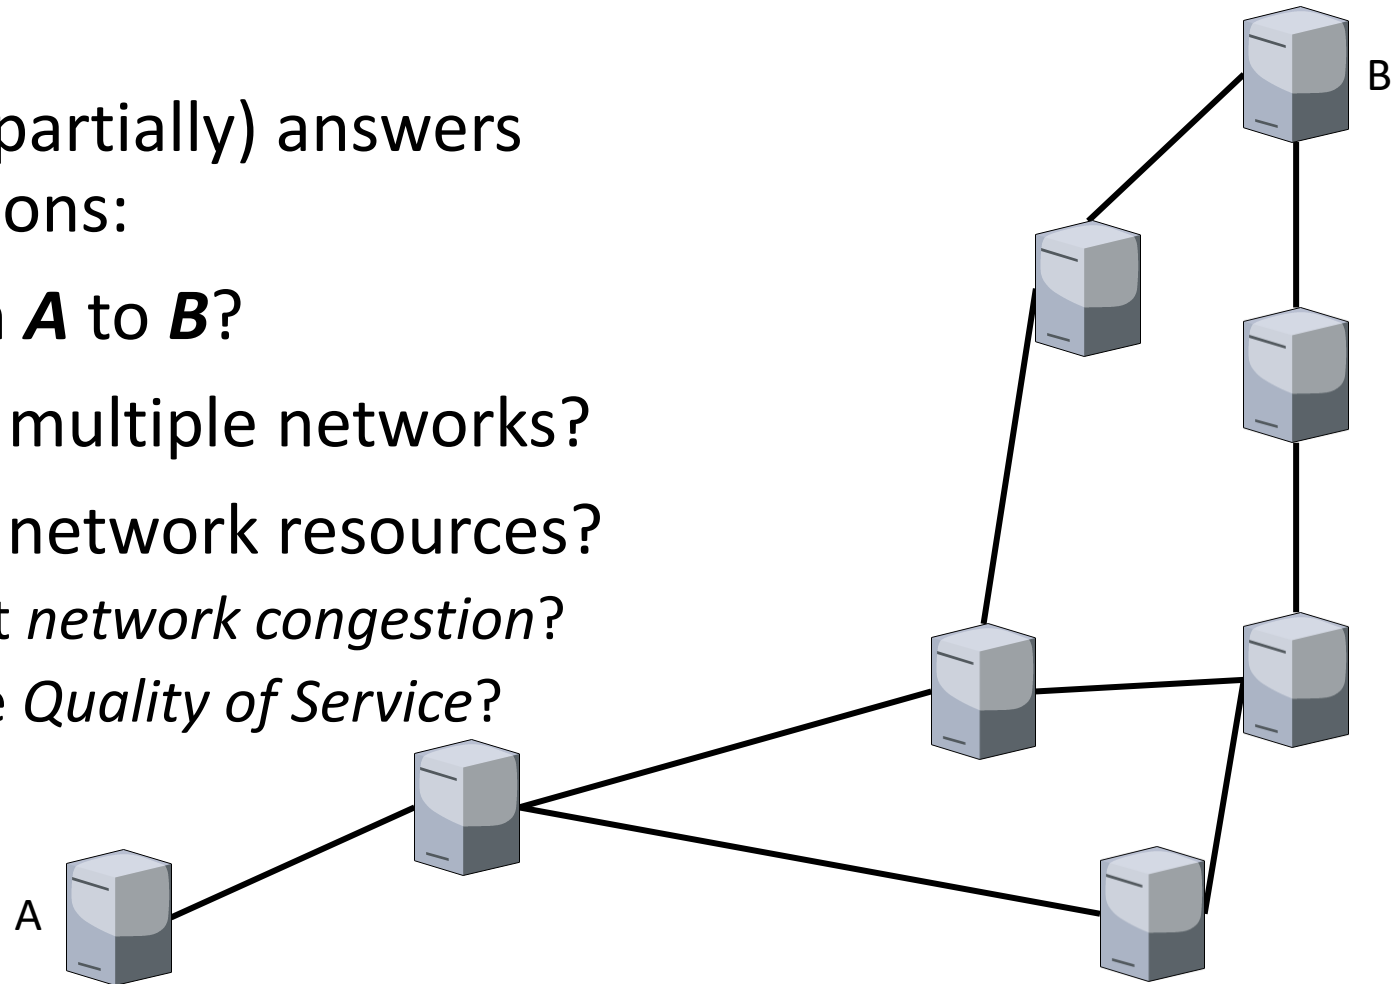 partially) answers
ons:
A to B?
multiple networks?
network resources?
t network congestion?
e Quality of Service?
B
A